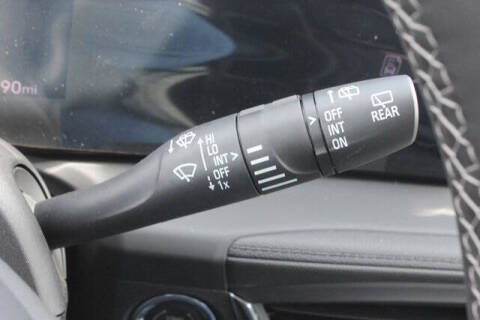 90mi
HI
LO
INT
OFF
1x
OFF
INT
ON
REAR